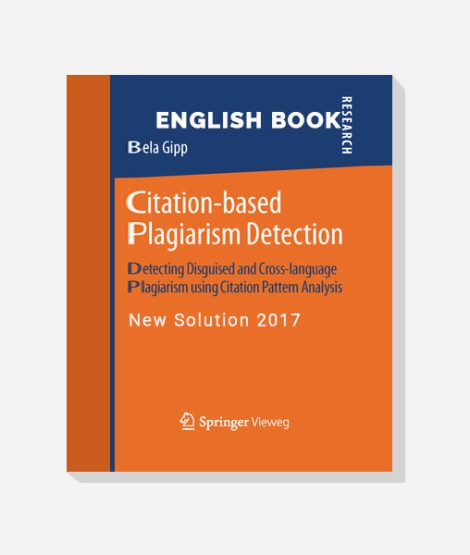 ENGLISH BOOK
RESEARCH
Bela Gipp
Citation-based
Plagiarism Detection
Detecting Disguised and Cross-language
Plagiarism using Citation Pattern Analysis
New Solution 2017
Springer Vieweg